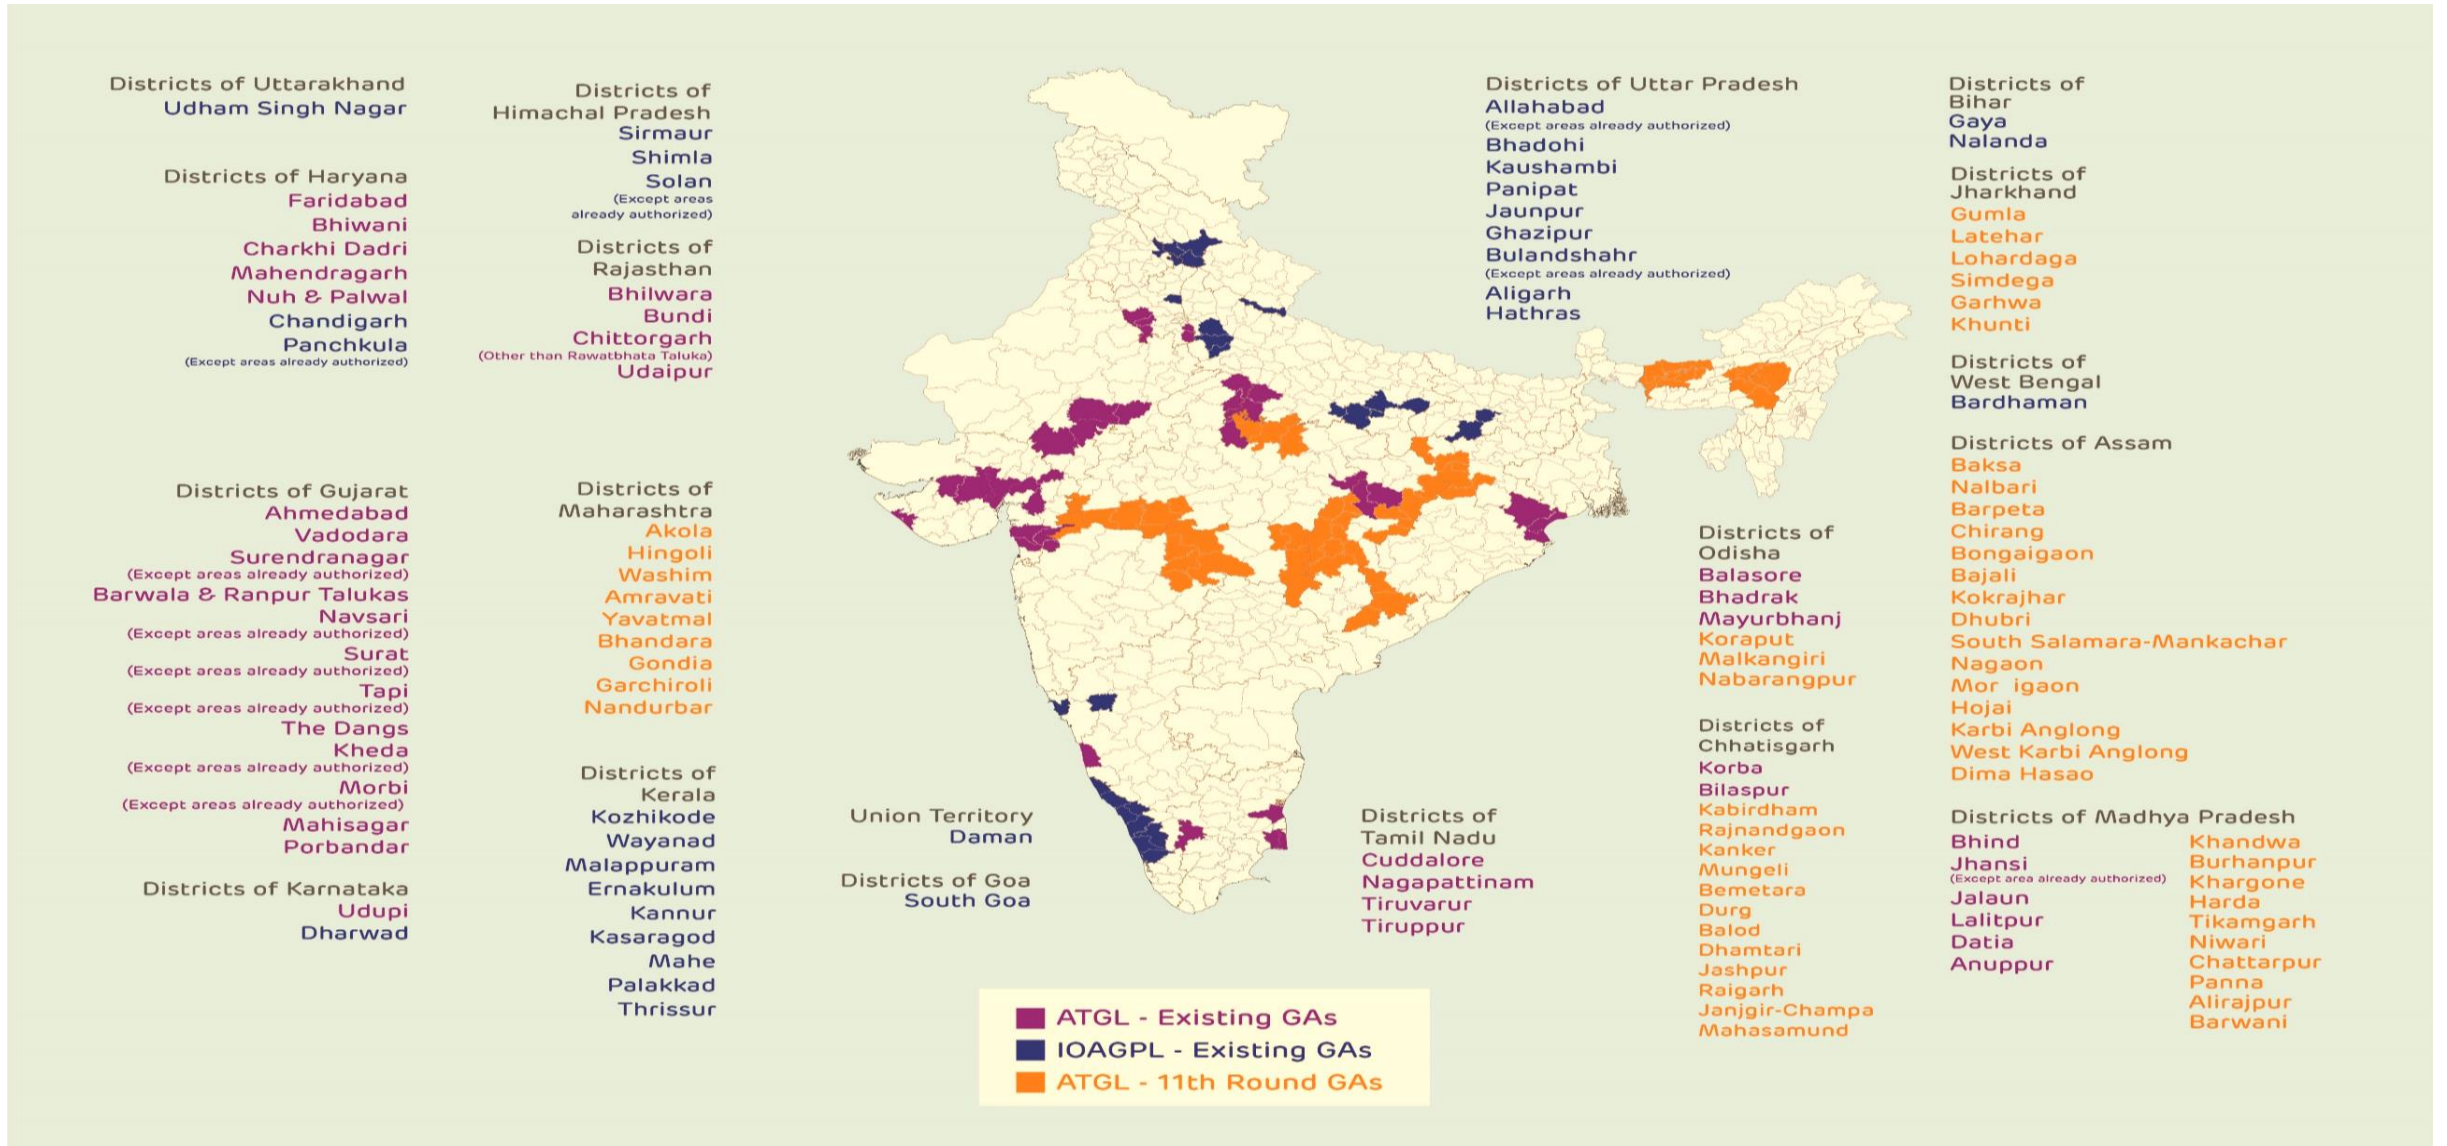 Districts of Uttarakhand
Udham Singh Nagar
Districts of Haryana
Faridabad
Bhiwani
Charkhi Dadri
Mahendragarh
Nuh & Palwal
Chandigarh
Panchkula
(Except areas already authorized)
Districts of
Himachal Pradesh
Sirmaur
Shimla
Solan
(Except areas
already authorized)
Districts of
Rajasthan
Bhilwara
Bundi
Chittorgarh
(Other than Rawatbhata Taluka)
Udaipur
Districts of Gujarat
Ahmedabad
Vadodara
Surendranagar
(Except areas already authorized)
Barwala & Ranpur Talukas
Navsari
(Except areas already authorized)
Surat
(Except areas already authorized)
Tapi
(Except areas already authorized)
The Dangs
Kheda
(Except areas already authorized)
Morbi
(Except areas already authorized)
Mahisagar
Porbandar
Districts of Karnataka
Udupi
Dharwad
Districts of
Maharashtra
Akola
Hingoli
Washim
Amravati
Yavatmal
Bhandara
Gondia
Garchiroli
Nandurbar
Districts of
Kerala
Kozhikode
Wayanad
Malappuram
Ernakulum
Kannur
Kasaragod
Mahe
Palakkad
Thrissur
Union Territory
Daman
Districts of Goa
South Goa
Districts of
Tamil Nadu
Cuddalore
Nagapattinam
Tiruvarur
Tiruppur
ATGL - Existing GAs
IOAGPL - Existing GAs
ATGL - 11th Round GAs
Districts of Uttar Pradesh
Allahabad
(Except areas already authorized)
Bhadohi
Kaushambi
Panipat
Jaunpur
Ghazipur
Bulandshahr
(Except areas already authorized)
Aligarh
Hathras
Districts of
Odisha
Balasore
Bhadrak
Mayurbhanj
Koraput
Malkangiri
Nabarangpur
Districts of
Chhatisgarh
Korba
Bilaspur
Kabirdham
Rajnandgaon
Kanker
Mungeli
Bemetara
Durg
Balod
Dhamtari
Jashpur
Raigarh
Janjgir-Champa
Mahasamund
Districts of
Bihar
Gaya
Nalanda
Districts of
Jharkhand
Gumla
Latehar
Lohardaga
Simdega
Garhwa
Khunti
Districts of
West Bengal
Bardhaman
Districts of Assam
Baksa
Nalbari
Barpeta
Chirang
Bongaigaon
Bajali
Kokrajhar
Dhubri
South Salamara-Mankachar
Nagaon
Mor igaon
Hojai
Karbi Anglong
West Karbi Anglong
Dima Hasao
Districts of Madhya Pradesh
Bhind
Jhansi
(Except area already authorized)
Jalaun
Lalitpur
Datia
Anuppur
Khandwa
Burhanpur
Khargone
Harda
Tikamgarh
Niwari
Chattarpur
Panna
Alirajpur
Barwani